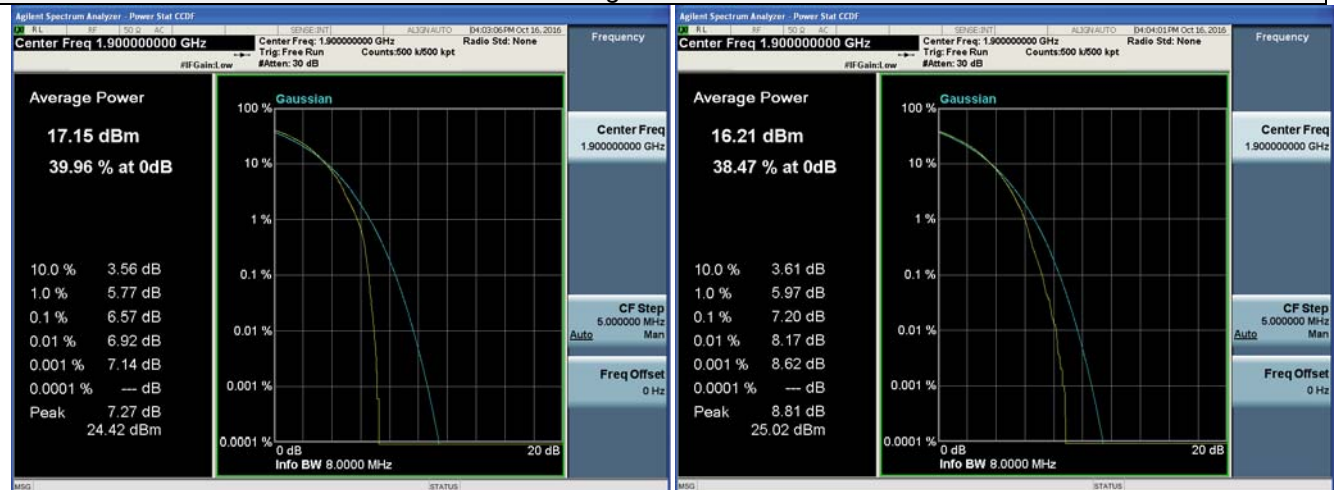 Agilent Spectrum Analyzer - Power Stat CCDF
RL RF 50 Ω AC SENSE:INT ALIGN AUTO 04:03:06 PM Oct 16, 2016
Center Freq 1.900000000 GHz
Center Freq: 1.900000000 GHz Radio Std: None
Trig: Free Run Counts:500 k/500 kpt
#IFGain:Low #Atten: 30 dB
Frequency
Average Power
17.15 dBm
39.96 % at 0dB
10.0 % 3.56 dB
1.0 % 5.77 dB
0.1 % 6.57 dB
0.01 % 6.92 dB
0.001 % 7.14 dB
0.0001 % --- dB
Peak 7.27 dB
24.42 dBm
Gaussian
100 %
10 %
1 %
0.1 %
0.01 %
0.001 %
0.0001 %
0 dB 20 dB
Info BW 8.0000 MHz
Center Freq
1.900000000 GHz
CF Step
5.000000 MHz
Auto Man
Freq Offset
0 Hz
MSG STATUS
Agilent Spectrum Analyzer - Power Stat CCDF
RL RF 50 Ω AC SENSE:INT ALIGN AUTO 04:04:01 PM Oct 16, 2016
Center Freq 1.900000000 GHz
Center Freq: 1.900000000 GHz Radio Std: None
Trig: Free Run Counts:500 k/500 kpt
#IFGain:Low #Atten: 30 dB
Frequency
Average Power
16.21 dBm
38.47 % at 0dB
10.0 % 3.61 dB
1.0 % 5.97 dB
0.1 % 7.20 dB
0.01 % 8.17 dB
0.001 % 8.62 dB
0.0001 % --- dB
Peak 8.81 dB
25.02 dBm
Gaussian
100 %
10 %
1 %
0.1 %
0.01 %
0.001 %
0.0001 %
0 dB 20 dB
Info BW 8.0000 MHz
Center Freq
1.900000000 GHz
CF Step
5.000000 MHz
Auto Man
Freq Offset
0 Hz
MSG STATUS